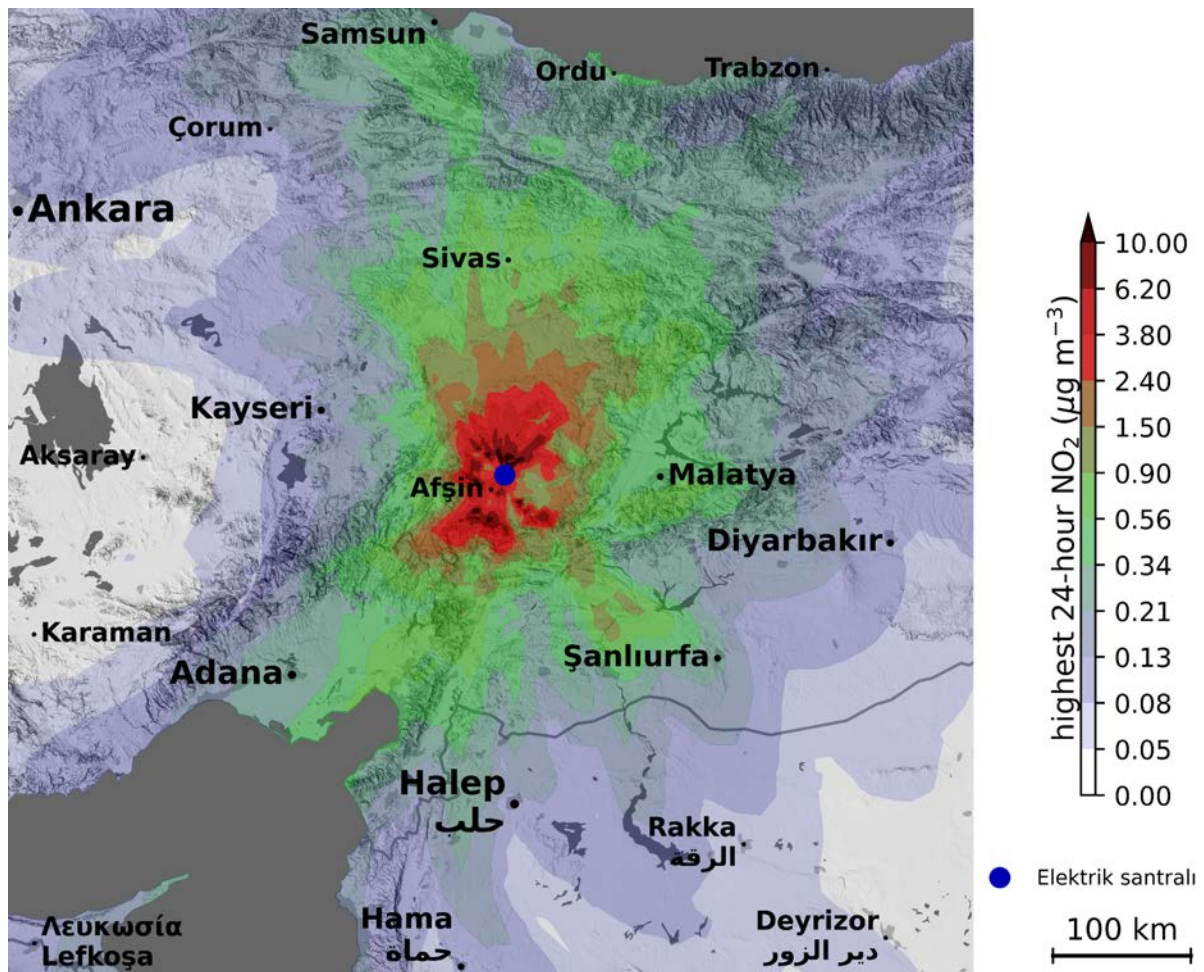 Samsun
Ordu
Trabzon
Çorum
Ankara
Sivas
Kayseri
Aksaray
Afşin
Malatya
Diyarbakır
Karaman
Adana
Şanlıurfa
Halep
حلب
Rakka
الرقة
Λευκωσία
Lefkoşa
Hama
حماة
Deyrizor
دير الزور
highest 24-hour NO₂ (μg m⁻³)
10.00
6.20
3.80
2.40
1.50
0.90
0.56
0.34
0.21
0.13
0.08
0.05
0.00
Elektrik santralı
100 km